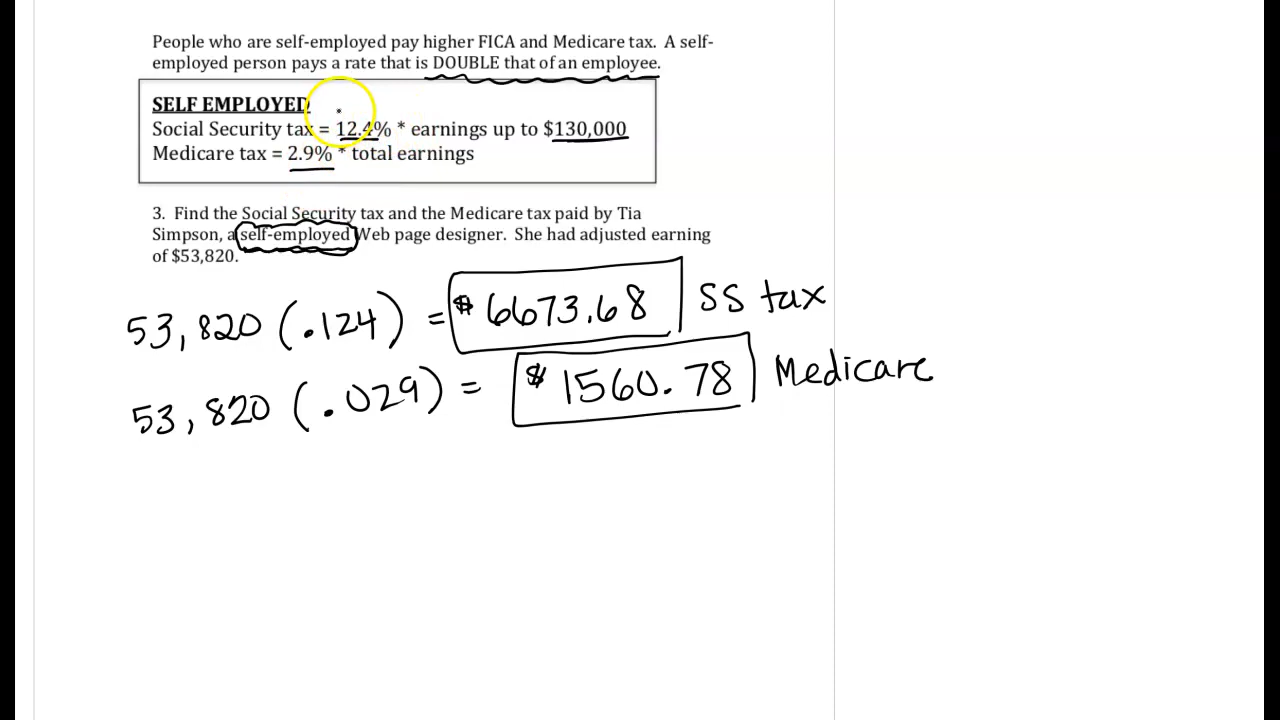 People who are self-employed pay higher FICA and Medicare tax. A self-
employed person pays a rate that is DOUBLE that of an employee.
SELF EMPLOYED
Social Security tax = 12.4% * earnings up to $130,000
Medicare tax = 2.9% * total earnings
3. Find the Social Security tax and the Medicare tax paid by Tia
Simpson, a self-employed Web page designer. She had adjusted earning
of $53,820.
53,820 (.124) = $6673.68 SS tax
53,820 (.029) = $1560.78 Medicare